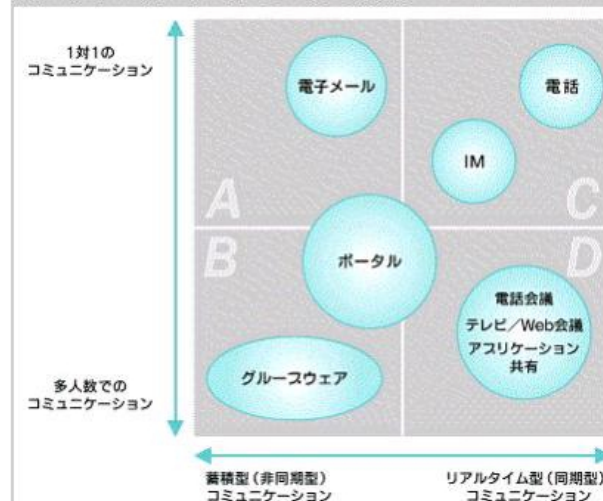 1対1の
コミュニケーション
電子メール
電話
IM
A
C
B
D
ポータル
電話会議
テレビ／Web会議
アプリケーション
共有
グループウェア
多人数での
コミュニケーション
蓄積型（非同期型）
コミュニケーション
リアルタイム型（同期型）
コミュニケーション